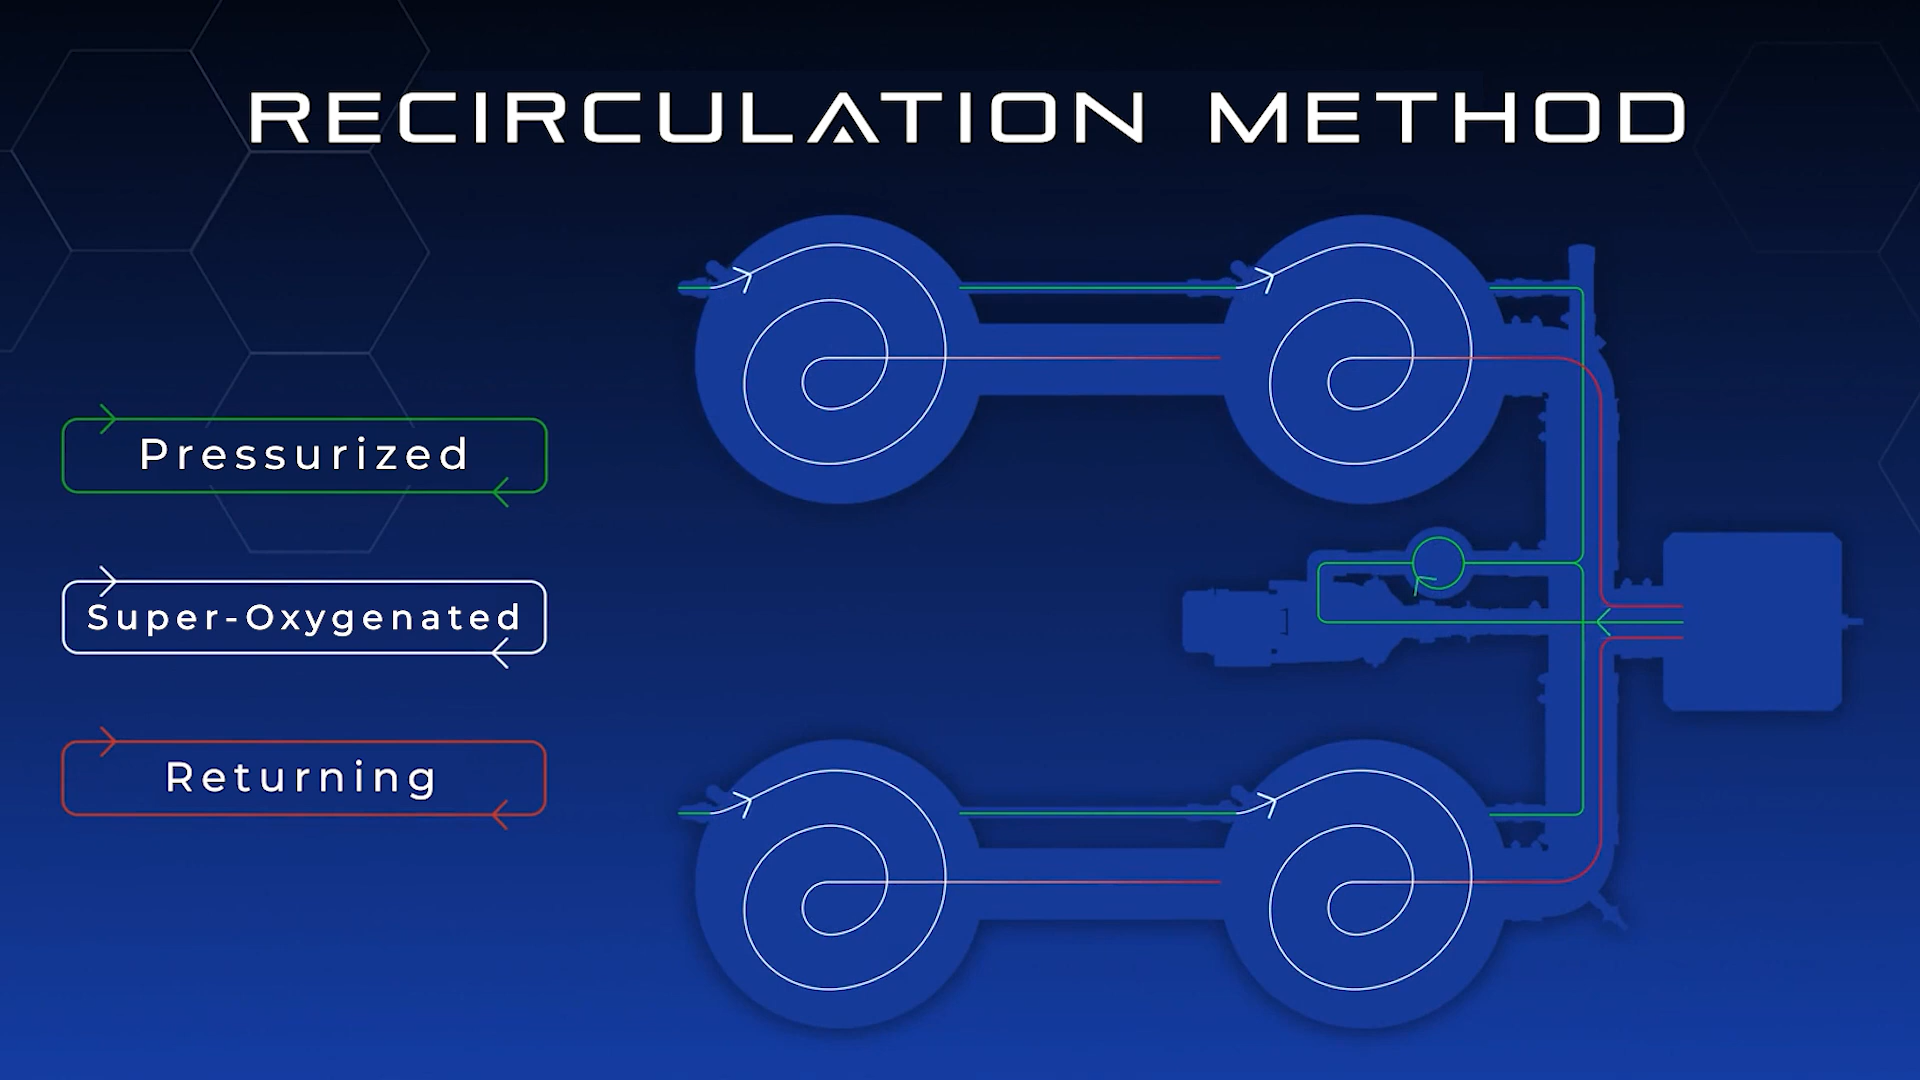 RECIRCULATION METHOD
Pressurized
Super-Oxygenated
Returning